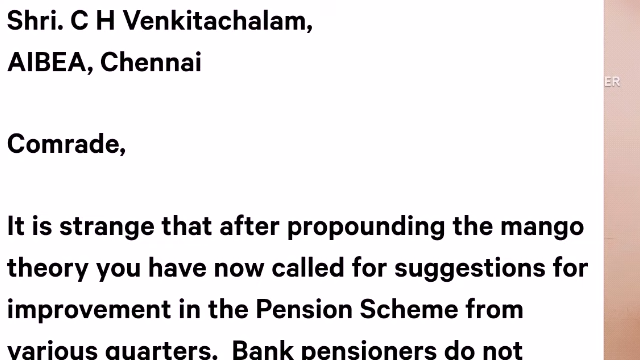 Shri. C H Venkitachalam,
AIBEA, Chennai
Comrade,
It is strange that after propounding the mango
theory you have now called for suggestions for
improvement in the Pension Scheme from
various quarters. Bank pensioners do not
ER